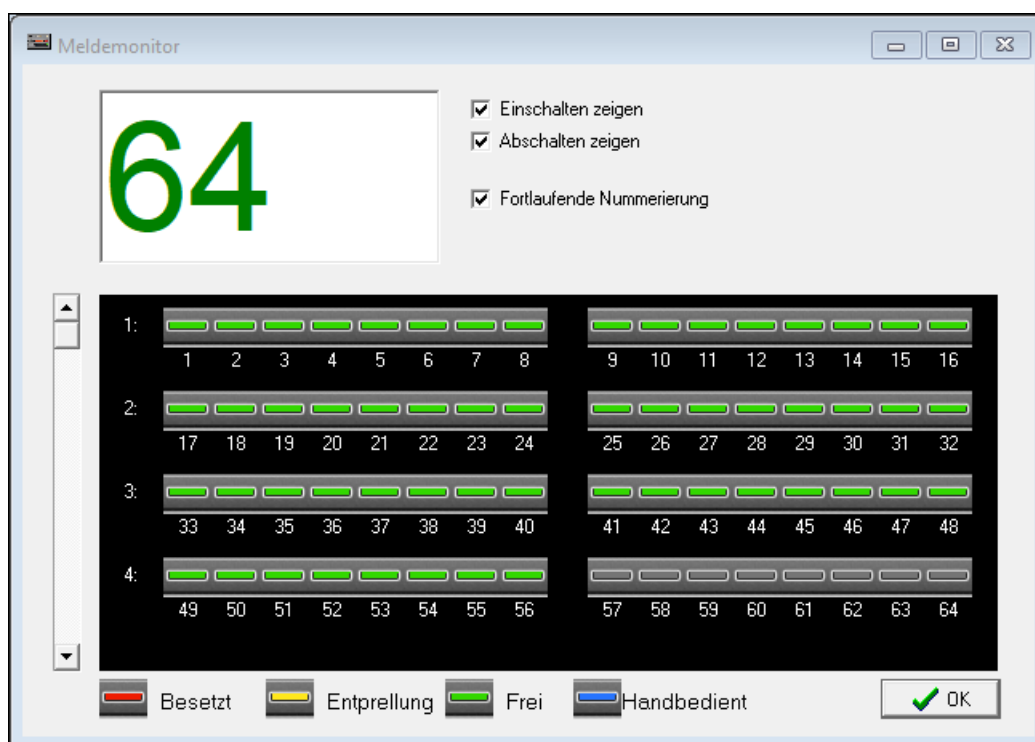 Meldemonitor
64
Einschalten zeigen
Abschalten zeigen
Fortlaufende Nummerierung
1:
1 2 3 4 5 6 7 8 9 10 11 12 13 14 15 16
2:
17 18 19 20 21 22 23 24 25 26 27 28 29 30 31 32
3:
33 34 35 36 37 38 39 40 41 42 43 44 45 46 47 48
4:
49 50 51 52 53 54 55 56 57 58 59 60 61 62 63 64
Besetzt Entprellung Frei Handbedient OK